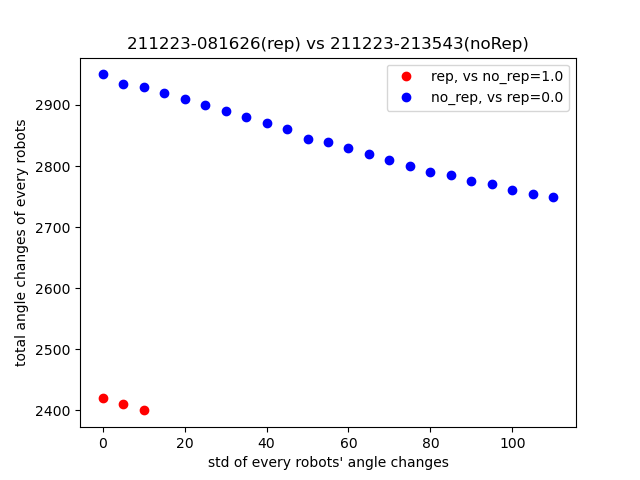 211223-081626(rep) vs 211223-213543(noRep)
rep, vs no_rep=1.0
no_rep, vs rep=0.0
total angle changes of every robots
2900
2800
2700
2600
2500
2400
0 20 40 60 80 100
std of every robots' angle changes